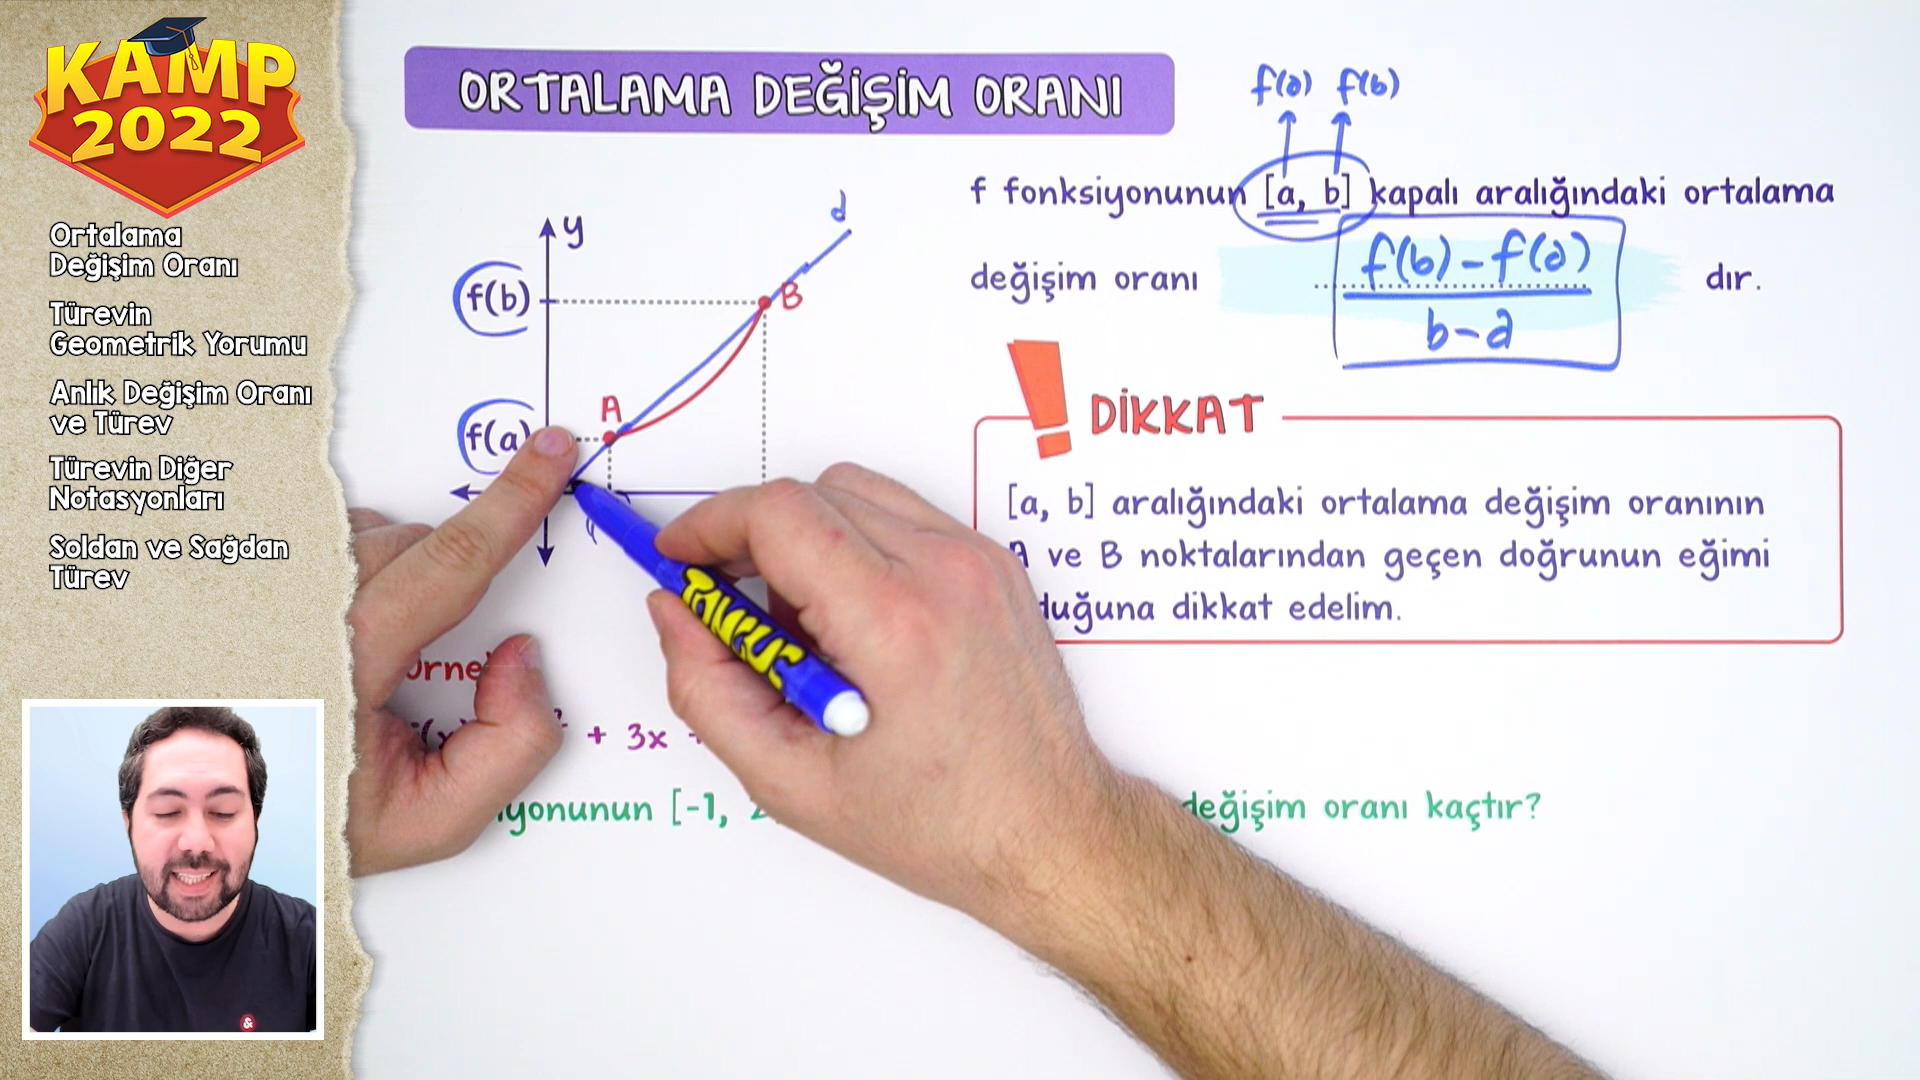 KAMP
2022
Ortalama
Değişim Oranı
Türevin
Geometrik Yorumu
Anlık Değişim Oranı
ve Türev
Türevin Diğer
Notasyonları
Soldan ve Sağdan
Türev
ORTALAMA DEĞİŞİM ORANI
f(a) f(b)
f fonksiyonunun [a, b] kapalı aralığındaki ortalama
değişim oranı f(b) - f(a) dır.
b - a
d
y
f(b)
B
A
f(a)
DİKKAT
[a, b] aralığındaki ortalama değişim oranının
A ve B noktalarından geçen doğrunun eğimi
duğuna dikkat edelim.
+ 3x
[-1,
değişim oranı kaçtır?
TANGUC
&